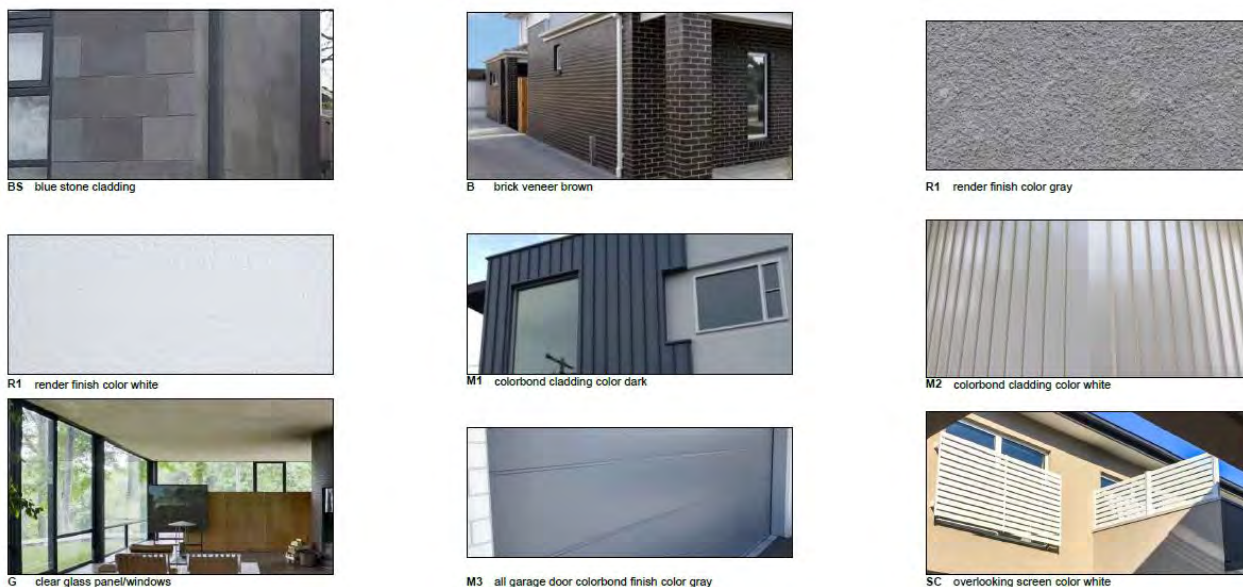 BS blue stone cladding
B brick veneer brown
R1 render finish color gray
R1 render finish color white
M1 colorbond cladding color dark
M2 colorbond cladding color white
G clear glass panel/windows
M3 all garage door colorbond finish color gray
SC overlooking screen color white